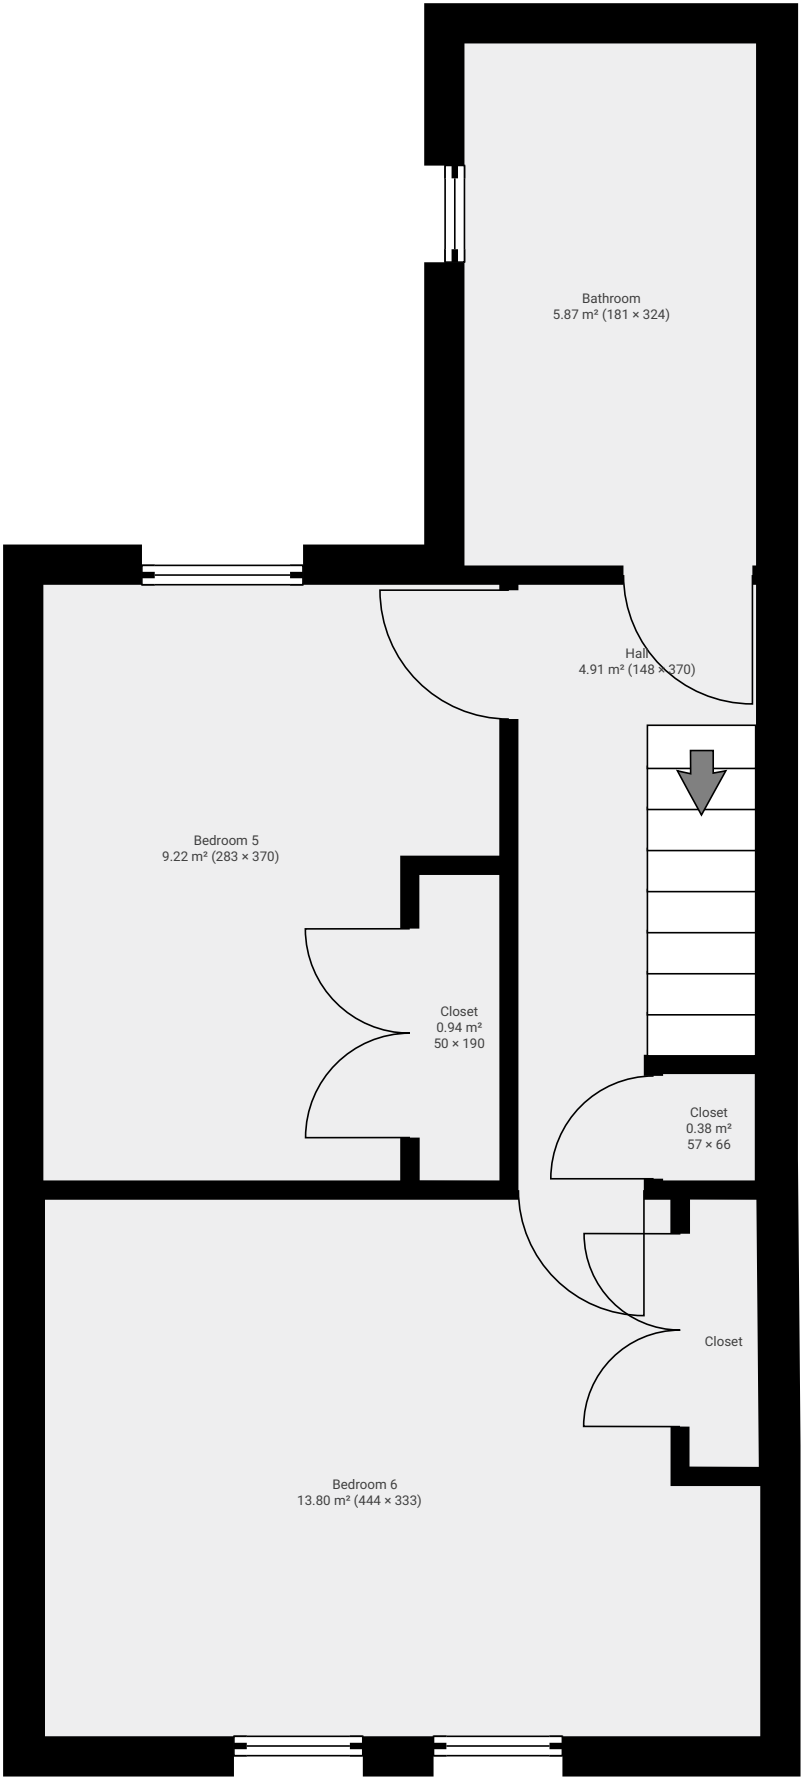 Bathroom
5.87 m² (181 × 324)
Hall
4.91 m² (148 × 370)
Bedroom 5
9.22 m² (283 × 370)
Closet
0.94 m²
50 × 190
Closet
0.38 m²
57 × 66
Closet
Bedroom 6
13.80 m² (444 × 333)